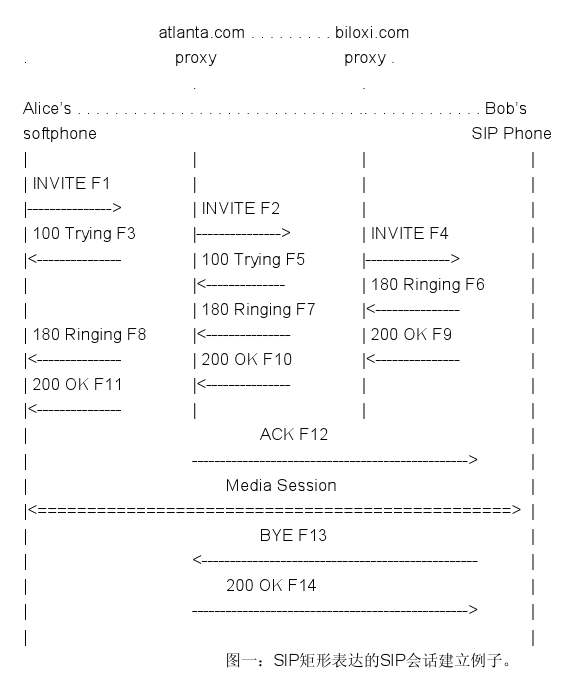 atlanta.com . . . . . . . . . biloxi.com
. proxy proxy .
. .
Alice's . . . . . . . . . . . . . . . . . . . . . . . . . . . . . . .. . . . . . . . . . . . . Bob's
softphone SIP Phone
| | | |
| INVITE F1 | | |
|--------------->| INVITE F2 | |
| 100 Trying F3 |--------------->| INVITE F4 |
|<--------------- | 100 Trying F5 |---------------> |
| |<-------------- | 180 Ringing F6 |
| | 180 Ringing F7 |<--------------- |
| 180 Ringing F8 |<--------------- | 200 OK F9 |
|<--------------- | 200 OK F10 |<--------------- |
| 200 OK F11 |<--------------- | |
|<--------------- | | |
| ACK F12 |
| -------------------------------------------------> |
| Media Session |
|<================================================> |
| BYE F13 |
| <------------------------------------------------- |
| 200 OK F14 |
| -------------------------------------------------> |
| |
图一：SIP矩形表达的SIP会话建立例子。